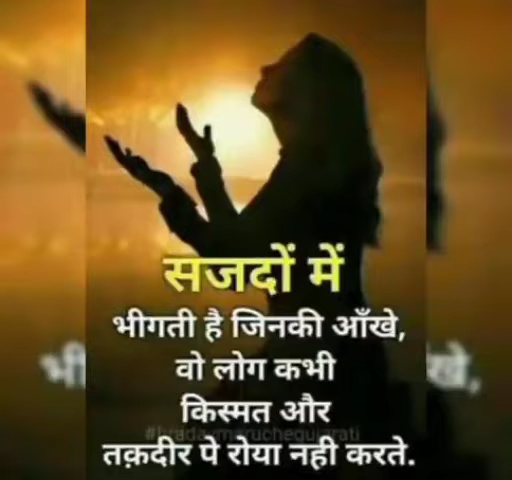 सजदों में
भीगती है जिनकी आँखे,
वो लोग कभी
किस्मत और
तक़दीर पे रोया नही करते.